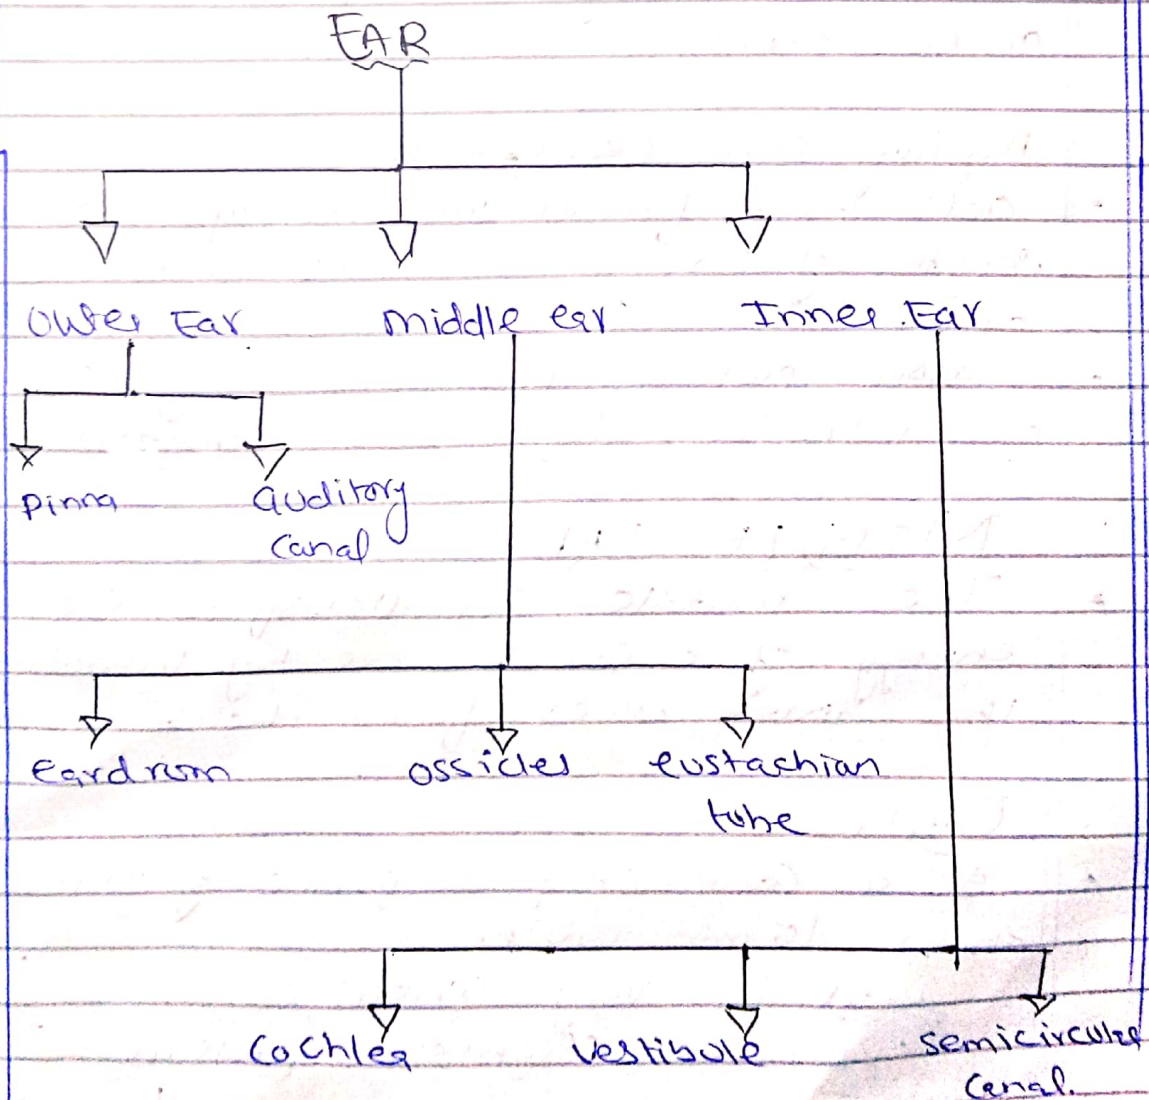 EAR
Outer Ear
middle ear
Inner Ear
pinna
auditory
canal
eardrum
ossicles
eustachian
tube
cochlea
vestibule
semicircular
canal.